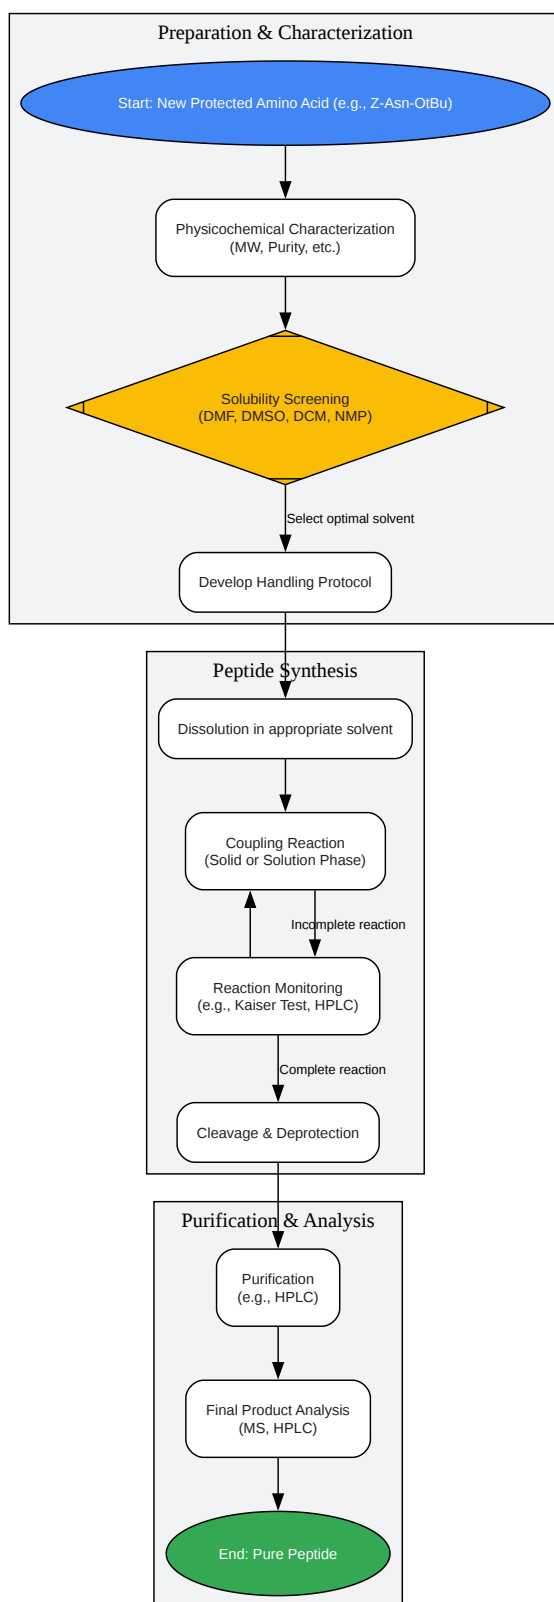 Preparation & Characterization
Start: New Protected Amino Acid (e.g., Z-Asn-OtBu)
Physicochemical Characterization
(MW, Purity, etc.)
Solubility Screening
(DMF, DMSO, DCM, NMP)
Select optimal solvent
Develop Handling Protocol
Peptide Synthesis
Dissolution in appropriate solvent
Coupling Reaction
(Solid or Solution Phase)
Incomplete reaction
Reaction Monitoring
(e.g., Kaiser Test, HPLC)
Complete reaction
Cleavage & Deprotection
Purification & Analysis
Purification
(e.g., HPLC)
Final Product Analysis
(MS, HPLC)
End: Pure Peptide